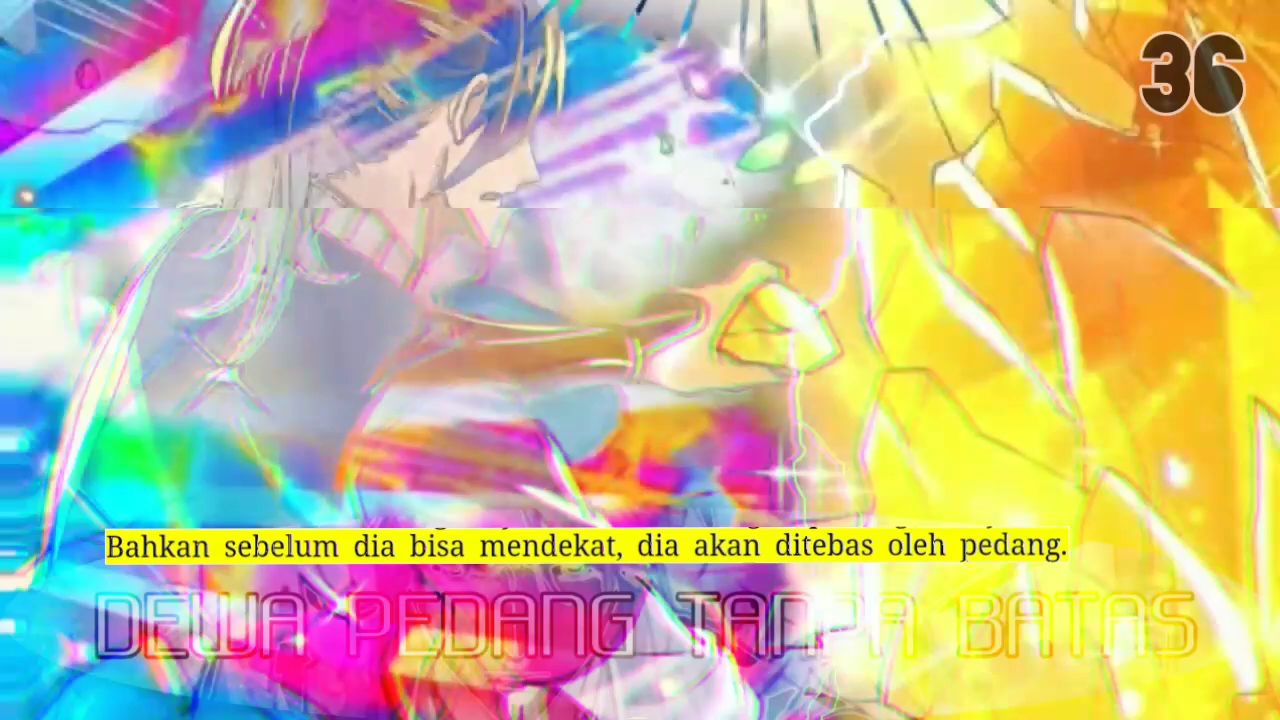 36
Bahkan sebelum dia bisa mendekat, dia akan ditebas oleh pedang.
DEWA PEDANG TANPA BATAS